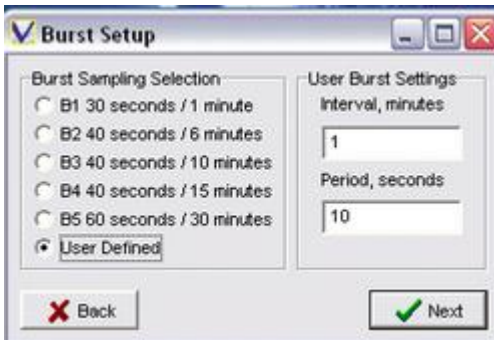 Burst Setup
Burst Sampling Selection
B1 30 seconds / 1 minute
B2 40 seconds / 6 minutes
B3 40 seconds / 10 minutes
B4 40 seconds / 15 minutes
B5 60 seconds / 30 minutes
User Defined
User Burst Settings
Interval, minutes
1
Period, seconds
10
Back
Next